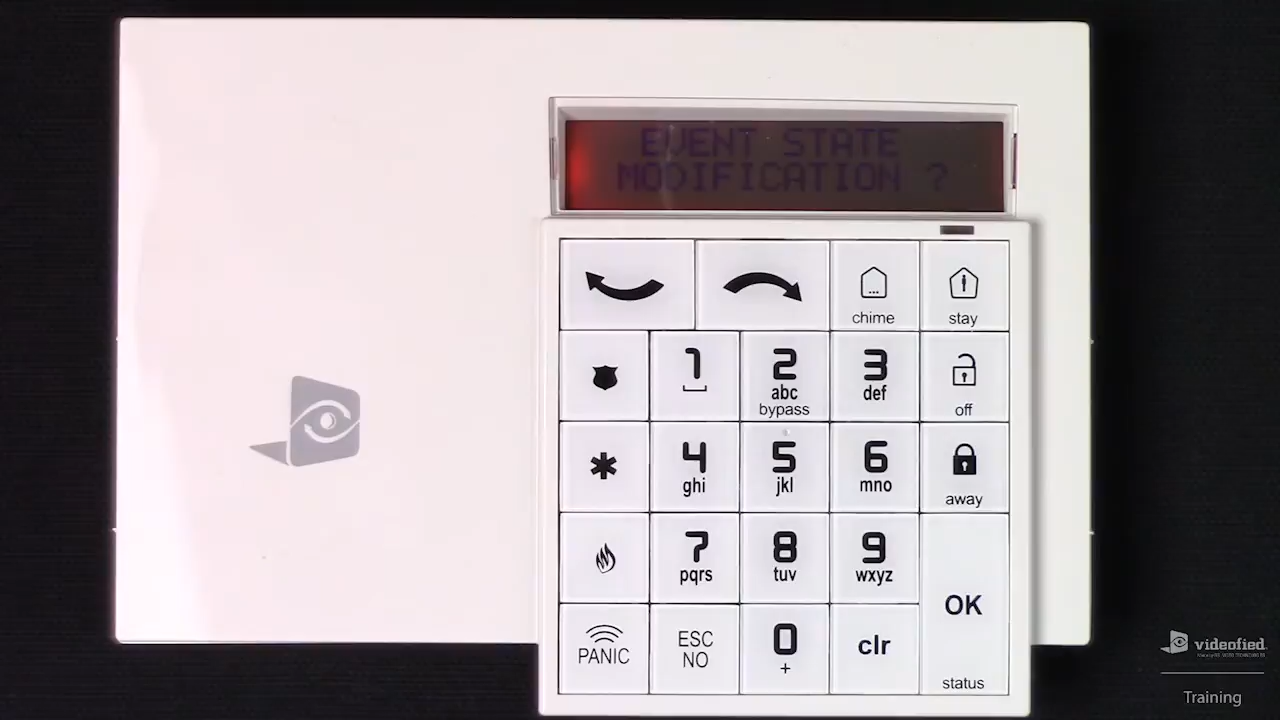 EVENT STATE
MODIFICATION ?
chime
stay
1
2
abc
bypass
3
def
off
4
ghi
5
jkl
6
mno
away
7
pqrs
8
tuv
9
wxyz
OK
status
PANIC
ESC
NO
0
+
clr
videofied
Training